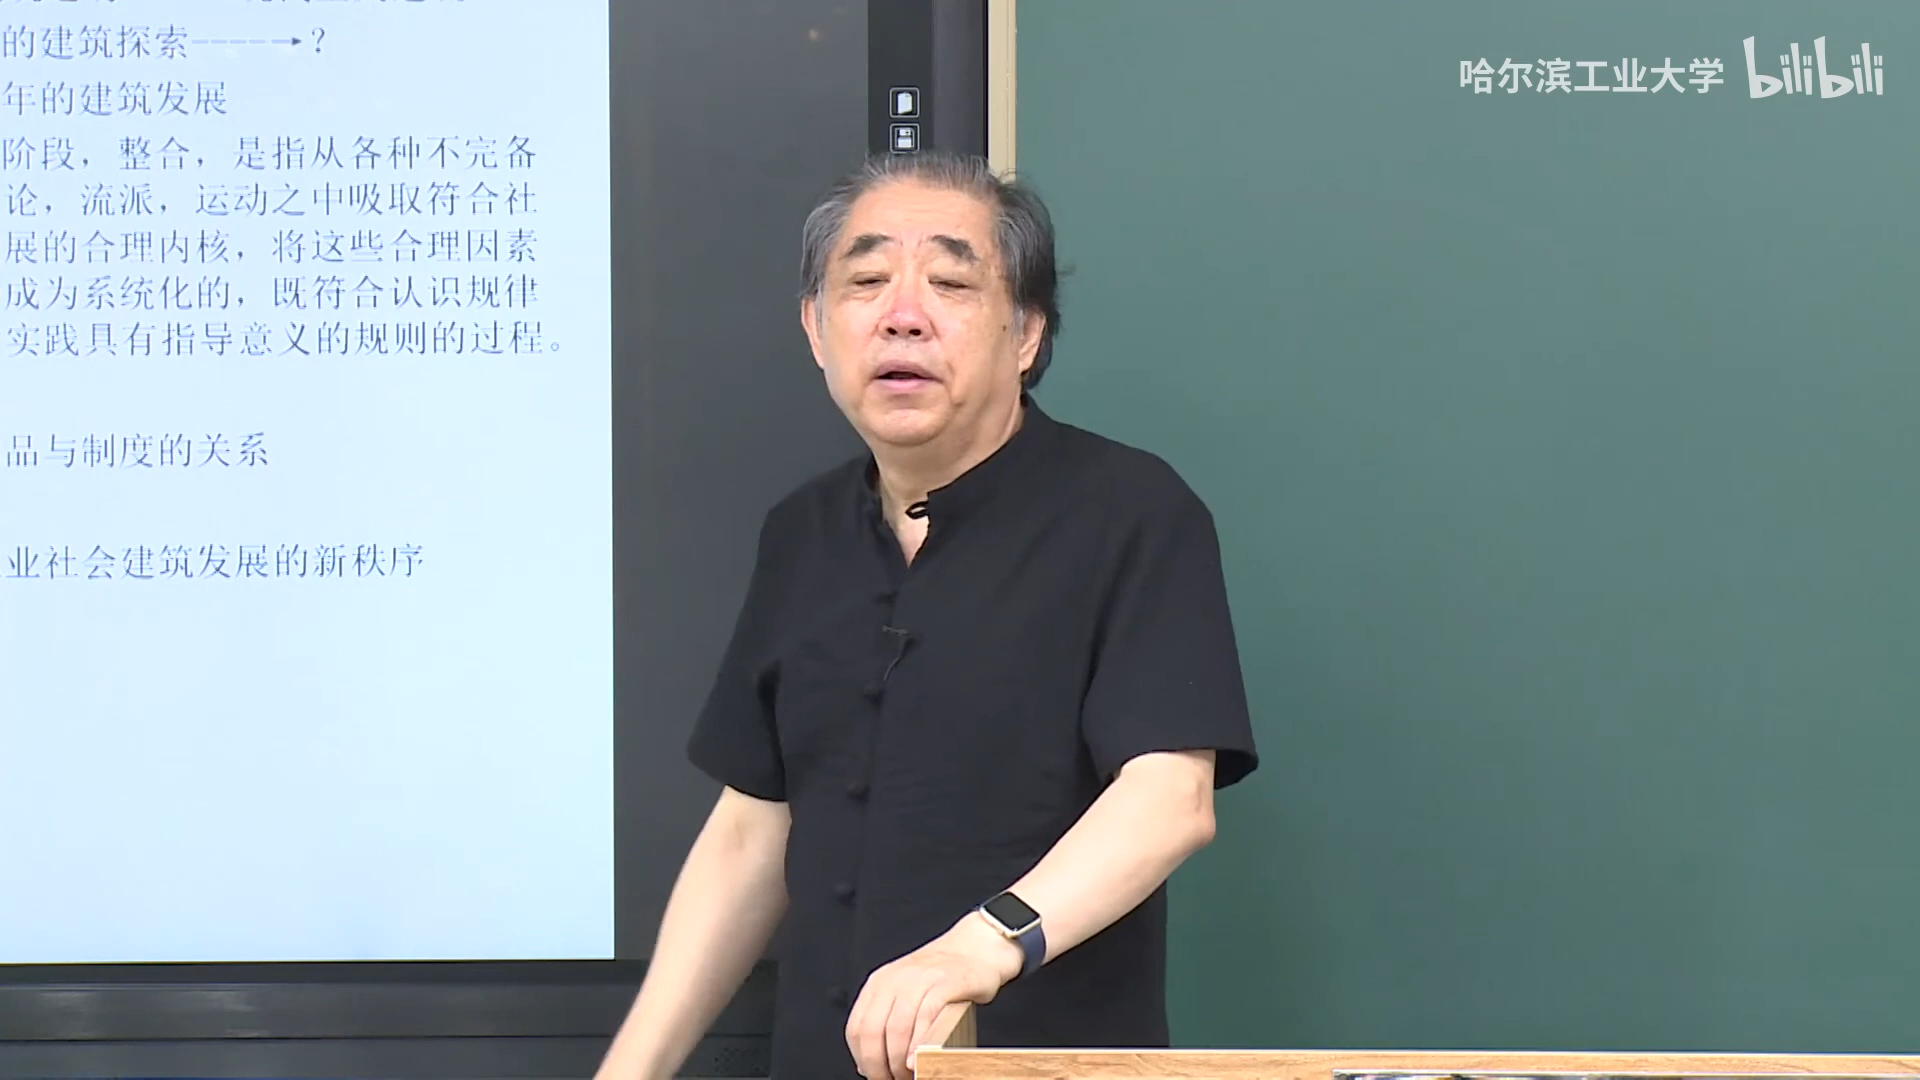 哈尔滨工业大学 bilibili
的建筑探索-----→?
年的建筑发展
阶段，整合，是指从各种不完备
论，流派，运动之中吸取符合社
展的合理内核，将这些合理因素
成为系统化的，既符合认识规律
实践具有指导意义的规则的过程。
品与制度的关系
业社会建筑发展的新秩序